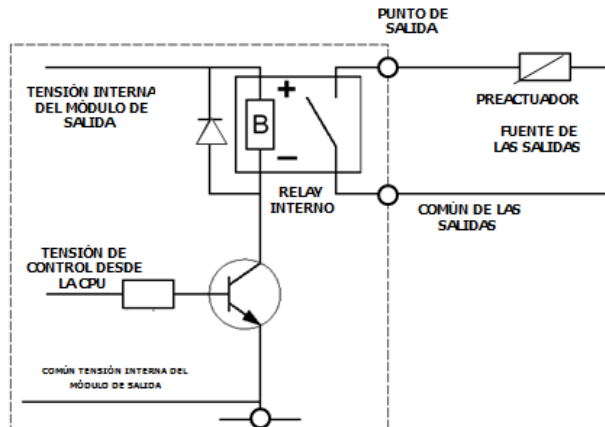 PUNTO DE
SALIDA
TENSIÓN INTERNA
DEL MÓDULO DE
SALIDA
+
B
−
PREACTUADOR
FUENTE DE
LAS SALIDAS
RELAY
INTERNO
COMÚN DE LAS
SALIDAS
TENSIÓN DE
CONTROL DESDE
LA CPU
COMÚN TENSIÓN INTERNA DEL
MÓDULO DE SALIDA